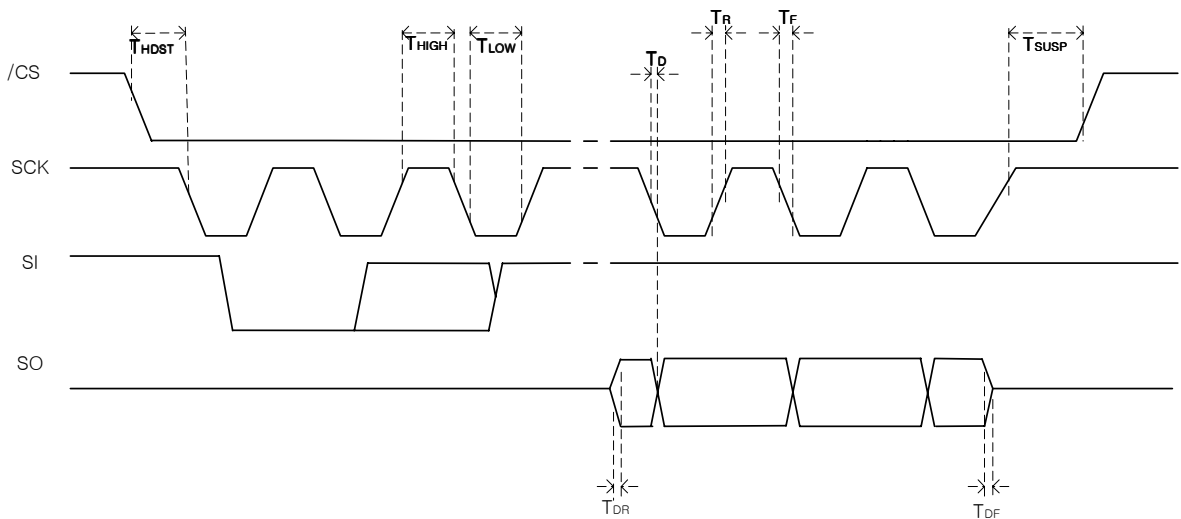 THDST
THIGH
TLOW
TD
TR
TF
TSUSP
/CS
SCK
SI
SO
TDR
TDF